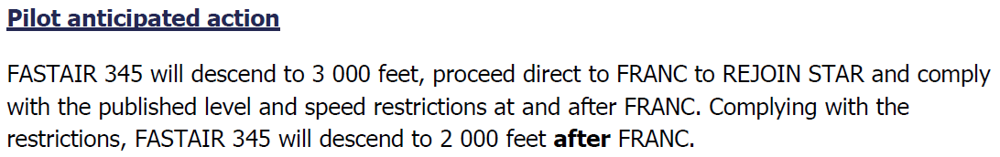 Pilot anticipated action
FASTAIR 345 will descend to 3 000 feet, proceed direct to FRANC to REJOIN STAR and comply
with the published level and speed restrictions at and after FRANC. Complying with the
restrictions, FASTAIR 345 will descend to 2 000 feet after FRANC.